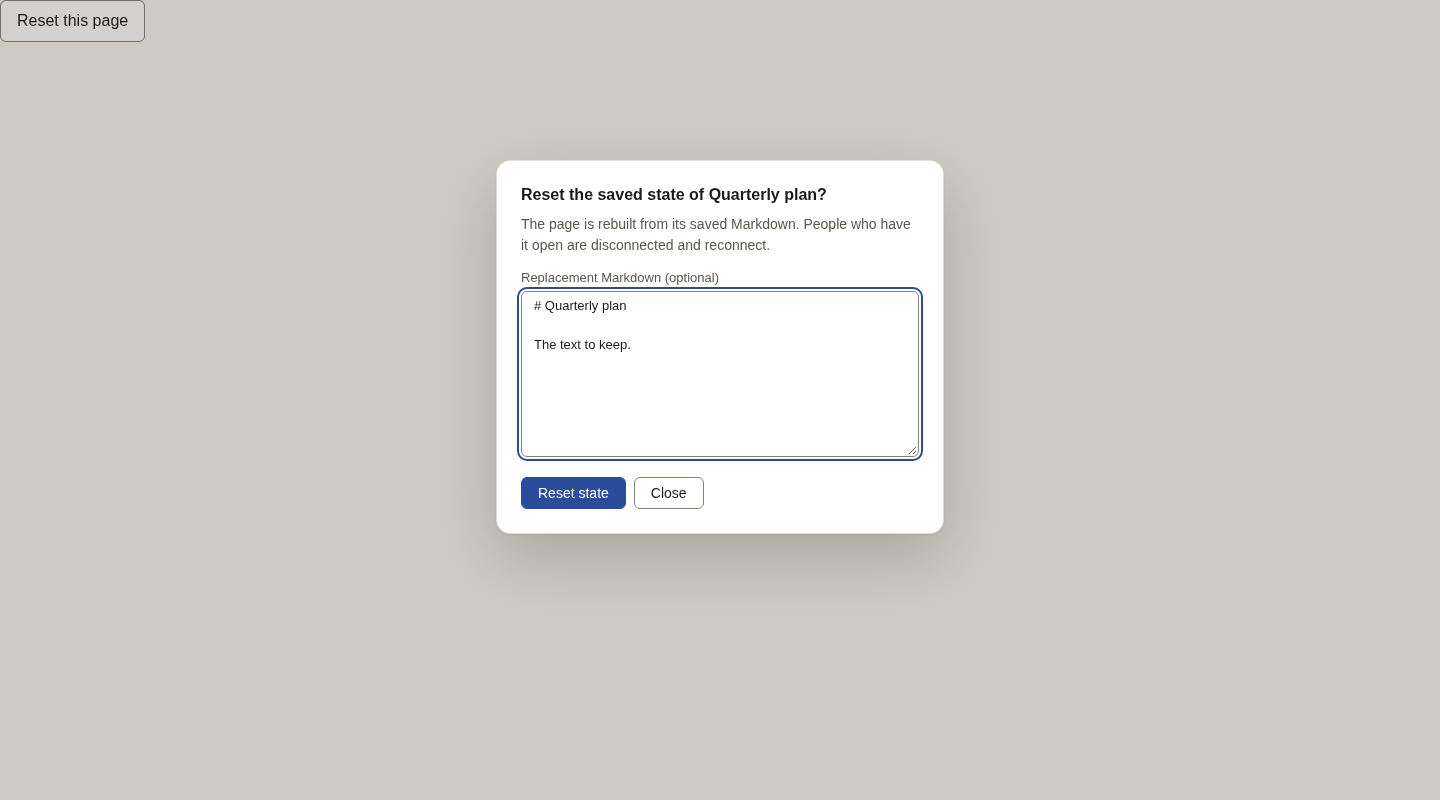 Reset this page
Reset the saved state of Quarterly plan?
The page is rebuilt from its saved Markdown. People who have
it open are disconnected and reconnect.
Replacement Markdown (optional)
# Quarterly plan
The text to keep.
Reset state
Close